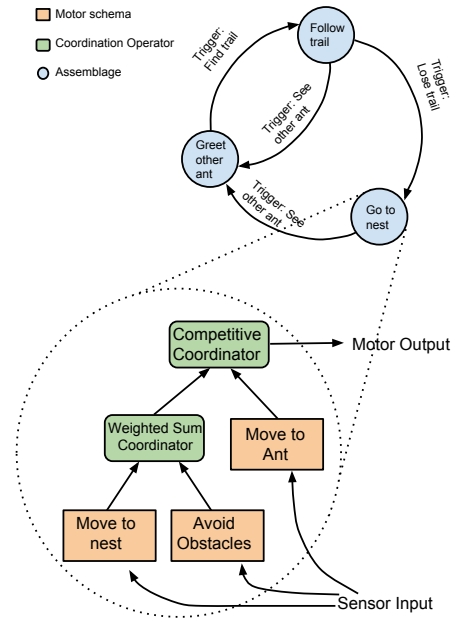 Motor schema
Coordination Operator
Assemblage
Follow
trail
Trigger:
Find trail
Trigger:
Lose trail
Trigger: See
other ant
Greet
other
ant
Trigger: See
other ant
Go to
nest
Competitive
Coordinator
Motor Output
Weighted Sum
Coordinator
Move to
Ant
Move to
nest
Avoid
Obstacles
Sensor Input